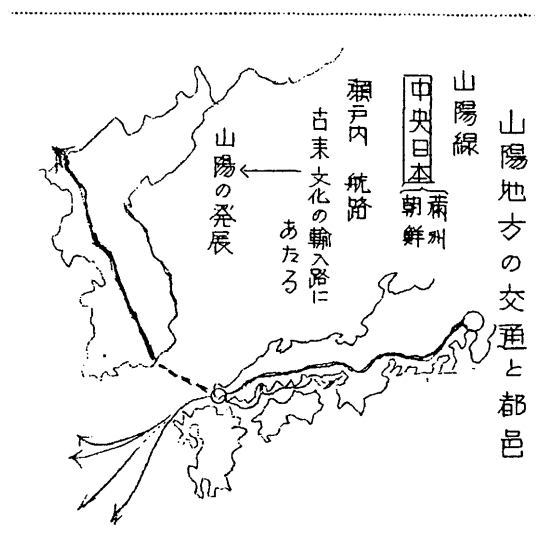 山陽地方の交通と都邑
山陽線
中央日本{満州
朝鮮
瀬戸内 航路
古来文化の輸入路に
あたる
山陽の発展